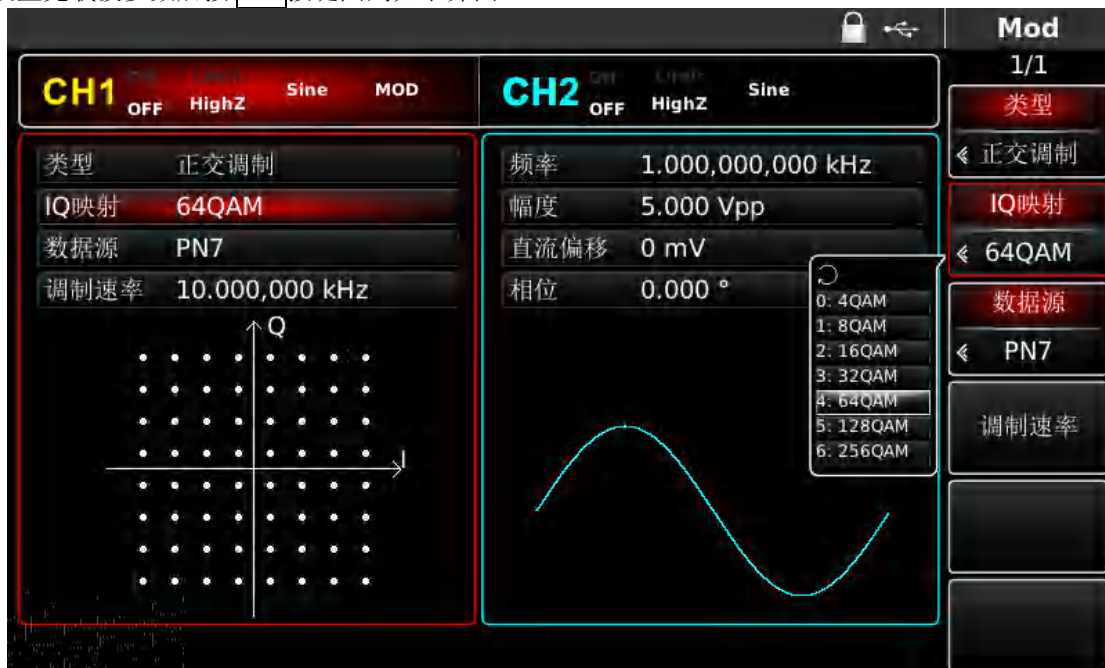 Mod
1/1
CH1 OFF HighZ Sine MOD
CH2 OFF HighZ Sine
类型 正交调制
IQ映射 64QAM
数据源 PN7
调制速率 10.000,000 kHz
Q
I
频率 1.000,000,000 kHz
幅度 5.000 Vpp
直流偏移 0 mV
相位 0.000 °
0: 4QAM
1: 8QAM
2: 16QAM
3: 32QAM
4: 64QAM
5: 128QAM
6: 256QAM
类型
正交调制
IQ映射
64QAM
数据源
PN7
调制速率